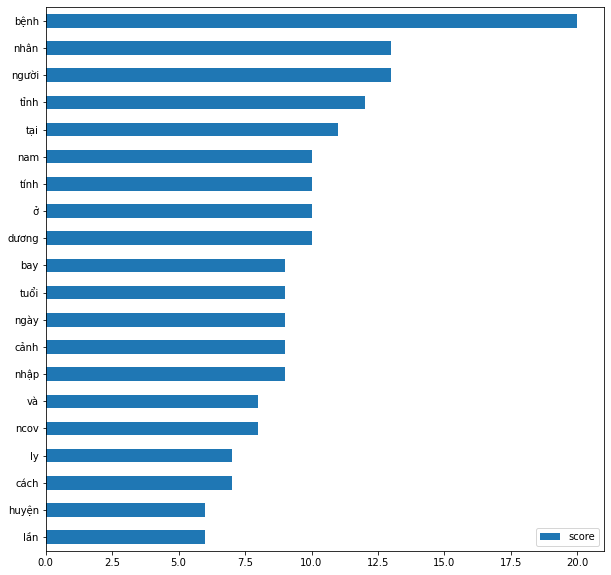 bệnh
nhân
người
tỉnh
tại
nam
tính
ở
dương
bay
tuổi
ngày
cảnh
nhập
và
ncov
ly
cách
huyện
lần
0.0 2.5 5.0 7.5 10.0 12.5 15.0 17.5 20.0
score